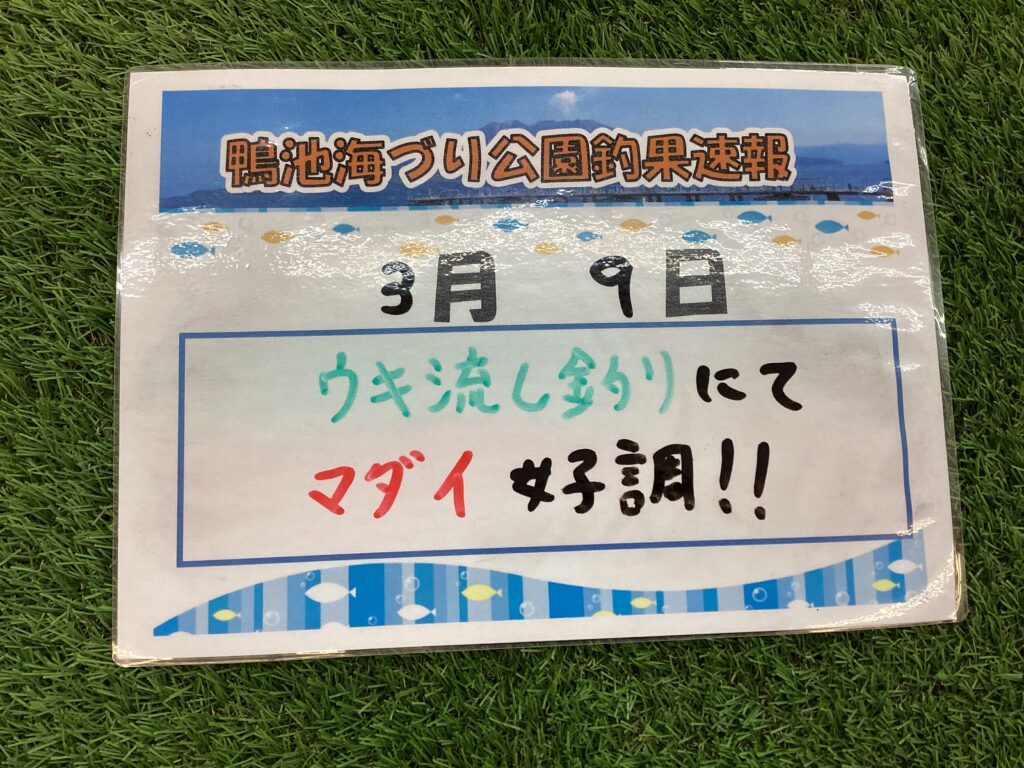 鴨池海づり公園釣果速報
3月 9日
ウキ流し釣りにて
マダイ 好調!!